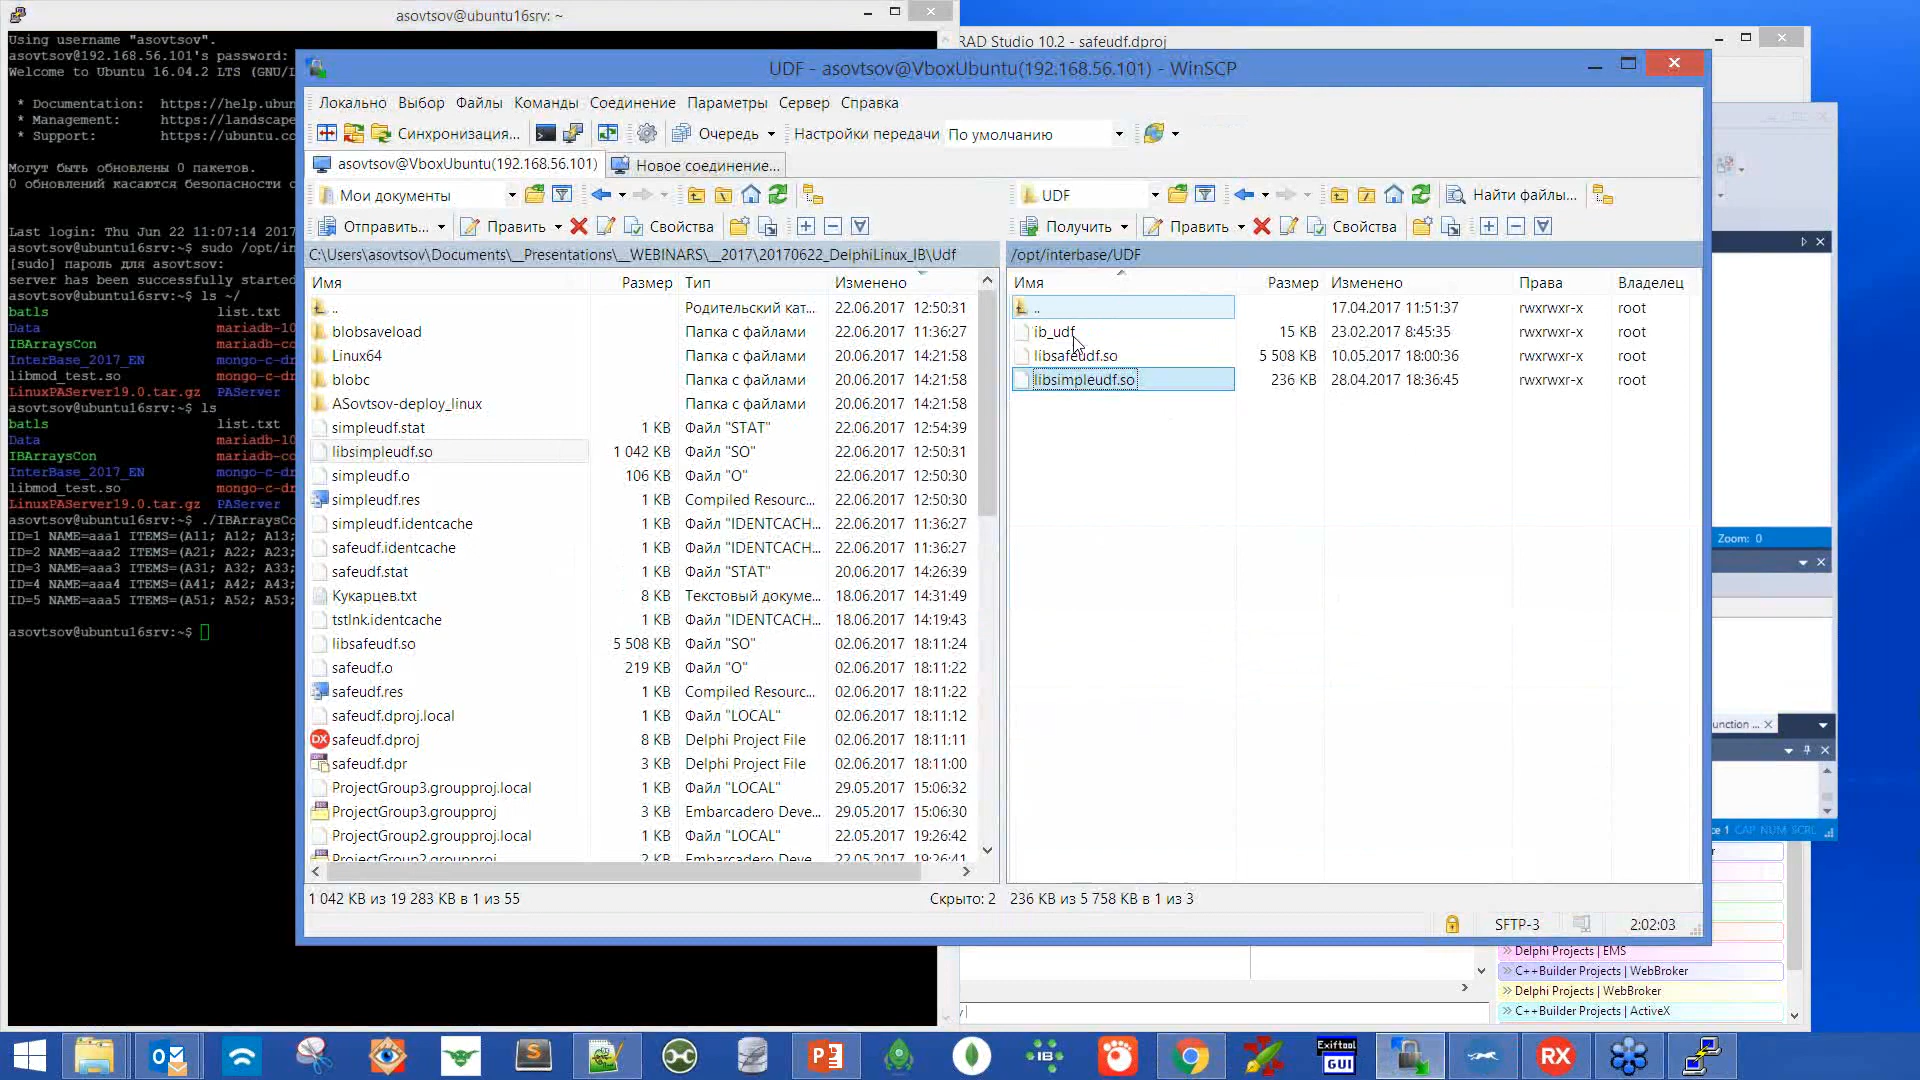 asovtsov@ubuntu16srv: ~
Using username "asovtsov".
asovtsov@192.168.56.101's password:
Welcome to Ubuntu 16.04.2 LTS (GNU/L
* Documentation: https://help.ubun
* Management: https://landscape
* Support: https://ubuntu.co
Могут быть обновлены 0 пакетов.
0 обновлений касаются безопасности с
Last login: Thu Jun 22 11:07:14 2017
asovtsov@ubuntu16srv:~$ sudo /opt/in
[sudo] пароль для asovtsov:
server has been successfully started
asovtsov@ubuntu16srv:~$ ls ~/
batls list.txt
Data mariadb-10
IBArraysCon mariadb-co
InterBase_2017_EN mongo-c-dr
libmod_test.so mongo-c-dr
LinuxPAServer19.0.tar.gz PAServer
asovtsov@ubuntu16srv:~$ ls
batls list.txt
Data mariadb-10
IBArraysCon mariadb-co
InterBase_2017_EN mongo-c-dr
libmod_test.so mongo-c-dr
LinuxPAServer19.0.tar.gz PAServer
asovtsov@ubuntu16srv:~$ ./IBArraysCo
ID=1 NAME=aaa1 ITEMS=(A11; A12; A13;
ID=2 NAME=aaa2 ITEMS=(A21; A22; A23;
ID=3 NAME=aaa3 ITEMS=(A31; A32; A33;
ID=4 NAME=aaa4 ITEMS=(A41; A42; A43;
ID=5 NAME=aaa5 ITEMS=(A51; A52; A53;
asovtsov@ubuntu16srv:~$
RAD Studio 10.2 - safeudf.dproj
UDF - asovtsov@VboxUbuntu(192.168.56.101) - WinSCP
Локально Выбор Файлы Команды Соединение Параметры Сервер Справка
Синхронизация... Очередь Настройки передачи По умолчанию
asovtsov@VboxUbuntu(192.168.56.101) Новое соединение...
Мои документы
Отправить... Править Свойства
C:\Users\asovtsov\Documents\__Presentations\__WEBINARS\__2017\20170622_DelphiLinux_IB\Udf
Имя Размер Тип Изменено
.. Родительский кат... 22.06.2017 12:50:31
blobsaveload Папка с файлами 22.06.2017 11:36:27
Linux64 Папка с файлами 20.06.2017 14:21:58
blobc Папка с файлами 20.06.2017 14:21:58
ASovtsov-deploy_linux Папка с файлами 20.06.2017 14:21:58
simpleudf.stat 1 KB Файл "STAT" 22.06.2017 12:54:39
libsimpleudf.so 1 042 KB Файл "SO" 22.06.2017 12:50:31
simpleudf.o 106 KB Файл "O" 22.06.2017 12:50:30
simpleudf.res 1 KB Compiled Resourc... 22.06.2017 12:50:30
simpleudf.identcache 1 KB Файл "IDENTCACH... 22.06.2017 11:36:27
safeudf.identcache 1 KB Файл "IDENTCACH... 22.06.2017 11:36:27
safeudf.stat 1 KB Файл "STAT" 20.06.2017 14:26:39
Кукарцев.txt 8 KB Текстовый докуме... 18.06.2017 14:31:49
tstlnk.identcache 1 KB Файл "IDENTCACH... 18.06.2017 14:19:43
libsafeudf.so 5 508 KB Файл "SO" 02.06.2017 18:11:24
safeudf.o 219 KB Файл "O" 02.06.2017 18:11:22
safeudf.res 1 KB Compiled Resourc... 02.06.2017 18:11:22
safeudf.dproj.local 1 KB Файл "LOCAL" 02.06.2017 18:11:12
safeudf.dproj 8 KB Delphi Project File 02.06.2017 18:11:11
safeudf.dpr 3 KB Delphi Project File 02.06.2017 18:11:00
ProjectGroup3.groupproj.local 1 KB Файл "LOCAL" 29.05.2017 15:06:32
ProjectGroup3.groupproj 3 KB Embarcadero Deve... 29.05.2017 15:06:30
ProjectGroup2.groupproj.local 1 KB Файл "LOCAL" 22.05.2017 19:26:42
ProjectGroup2.groupproj 2 KB Embarcadero Deve... 22.05.2017 19:26:41
1 042 KB из 19 283 KB в 1 из 55 Скрыто: 2
UDF Найти файлы...
Получить Править Свойства
/opt/interbase/UDF
Имя Размер Изменено Права Владелец
.. 17.04.2017 11:51:37 rwxrwxr-x root
ib_udf 15 KB 23.02.2017 8:45:35 rwxrwxr-x root
libsafeudf.so 5 508 KB 10.05.2017 18:00:36 rwxrwxr-x root
libsimpleudf.so 236 KB 28.04.2017 18:36:45 rwxrwxr-x root
236 KB из 5 758 KB в 1 из 3
SFTP-3 2:02:03
Zoom: 0
unction ...
ce 1 CAP NUM SCRL
Delphi Projects | EMS
C++Builder Projects | WebBroker
Delphi Projects | WebBroker
C++Builder Projects | ActiveX
S
P
IB
Exiftool
GUI
RX